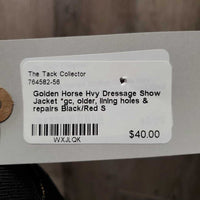 The Tack Collector
764582-56
Golden Horse Hvy Dressage Show
Jacket *gc, older, lining holes &
repairs Black/Red S
$40.00
WXJLQK